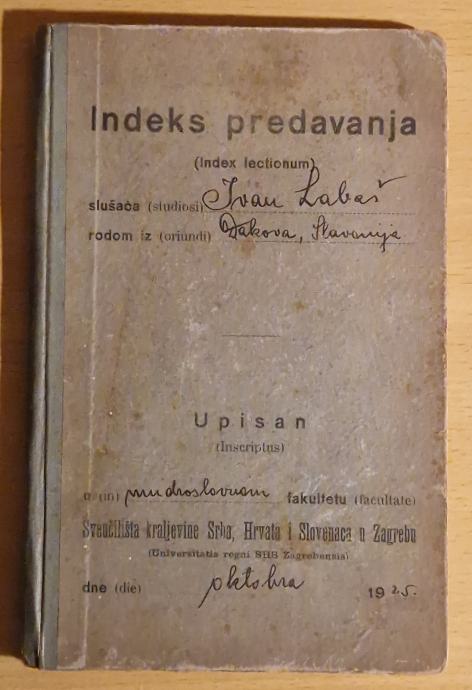 Indeks predavanja
(Index lectionum)
slušača (studiosi) Ivan Labaš
rodom iz (oriundi) Đakova, Slavonija
Upisan
(Inscriptus)
u (in) mudroslovnom fakultetu (facultate)
Sveučilišta kraljevine Srba, Hrvata i Slovenaca u Zagrebu
(Universitatis regni SHS Zagrebensis)
dne (die) oktobra 1925.